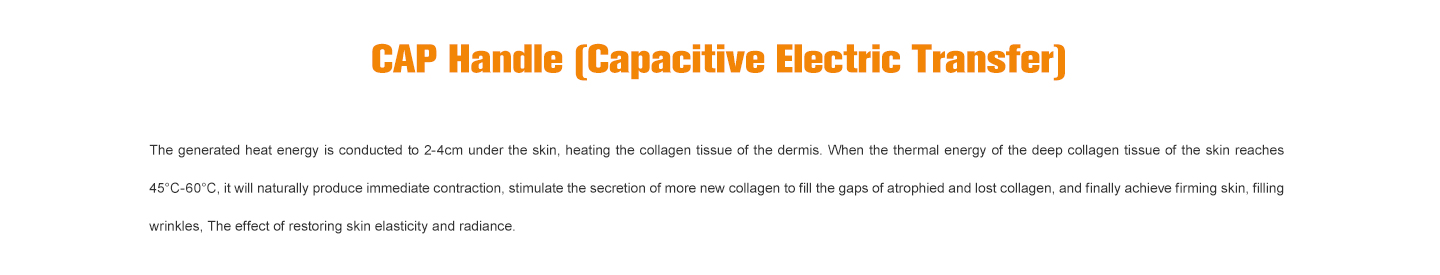 CAP Handle (Capacitive Electric Transfer)
The generated heat energy is conducted to 2-4cm under the skin, heating the collagen tissue of the dermis. When the thermal energy of the deep collagen tissue of the skin reaches
45°C-60°C, it will naturally produce immediate contraction, stimulate the secretion of more new collagen to fill the gaps of atrophied and lost collagen, and finally achieve firming skin, filling
wrinkles, The effect of restoring skin elasticity and radiance.